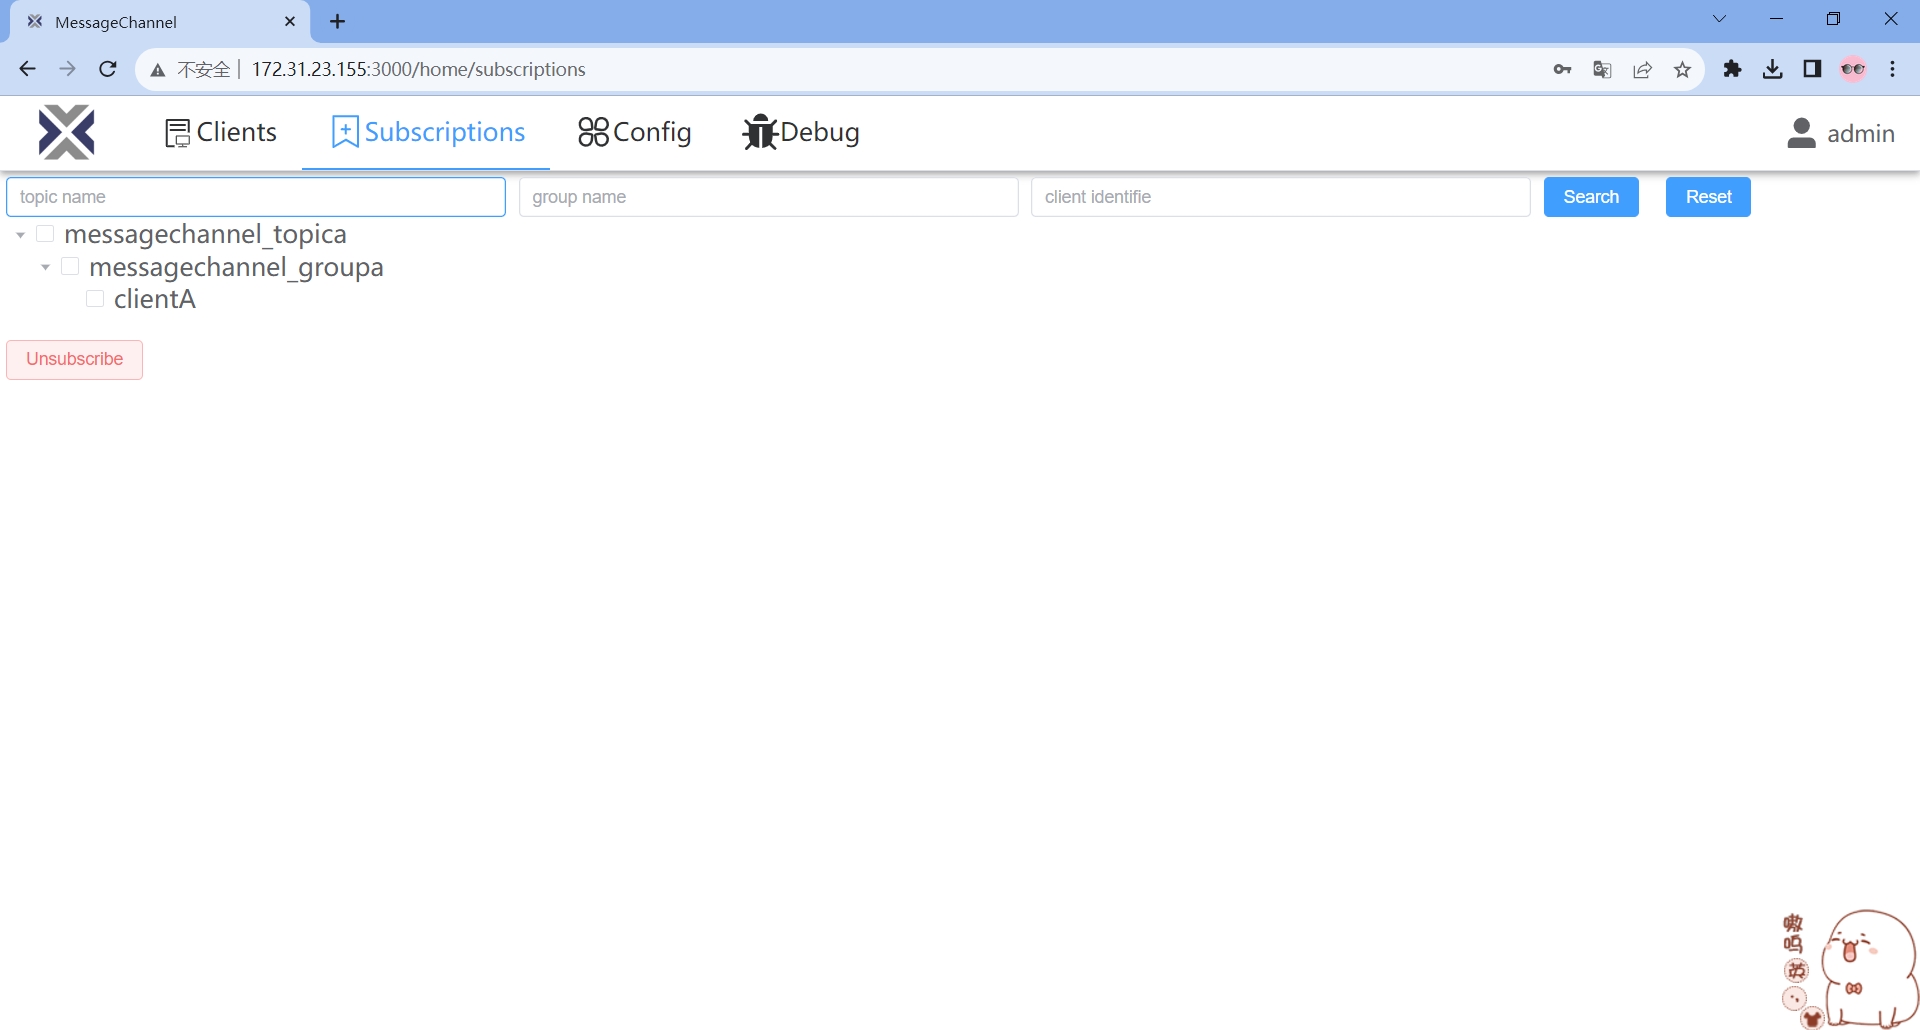 MessageChannel
不安全 172.31.23.155:3000/home/subscriptions
Clients Subscriptions Config Debug admin
topic name group name client identifie Search Reset
messagechannel_topica
messagechannel_groupa
clientA
Unsubscribe
嗷
呜
英